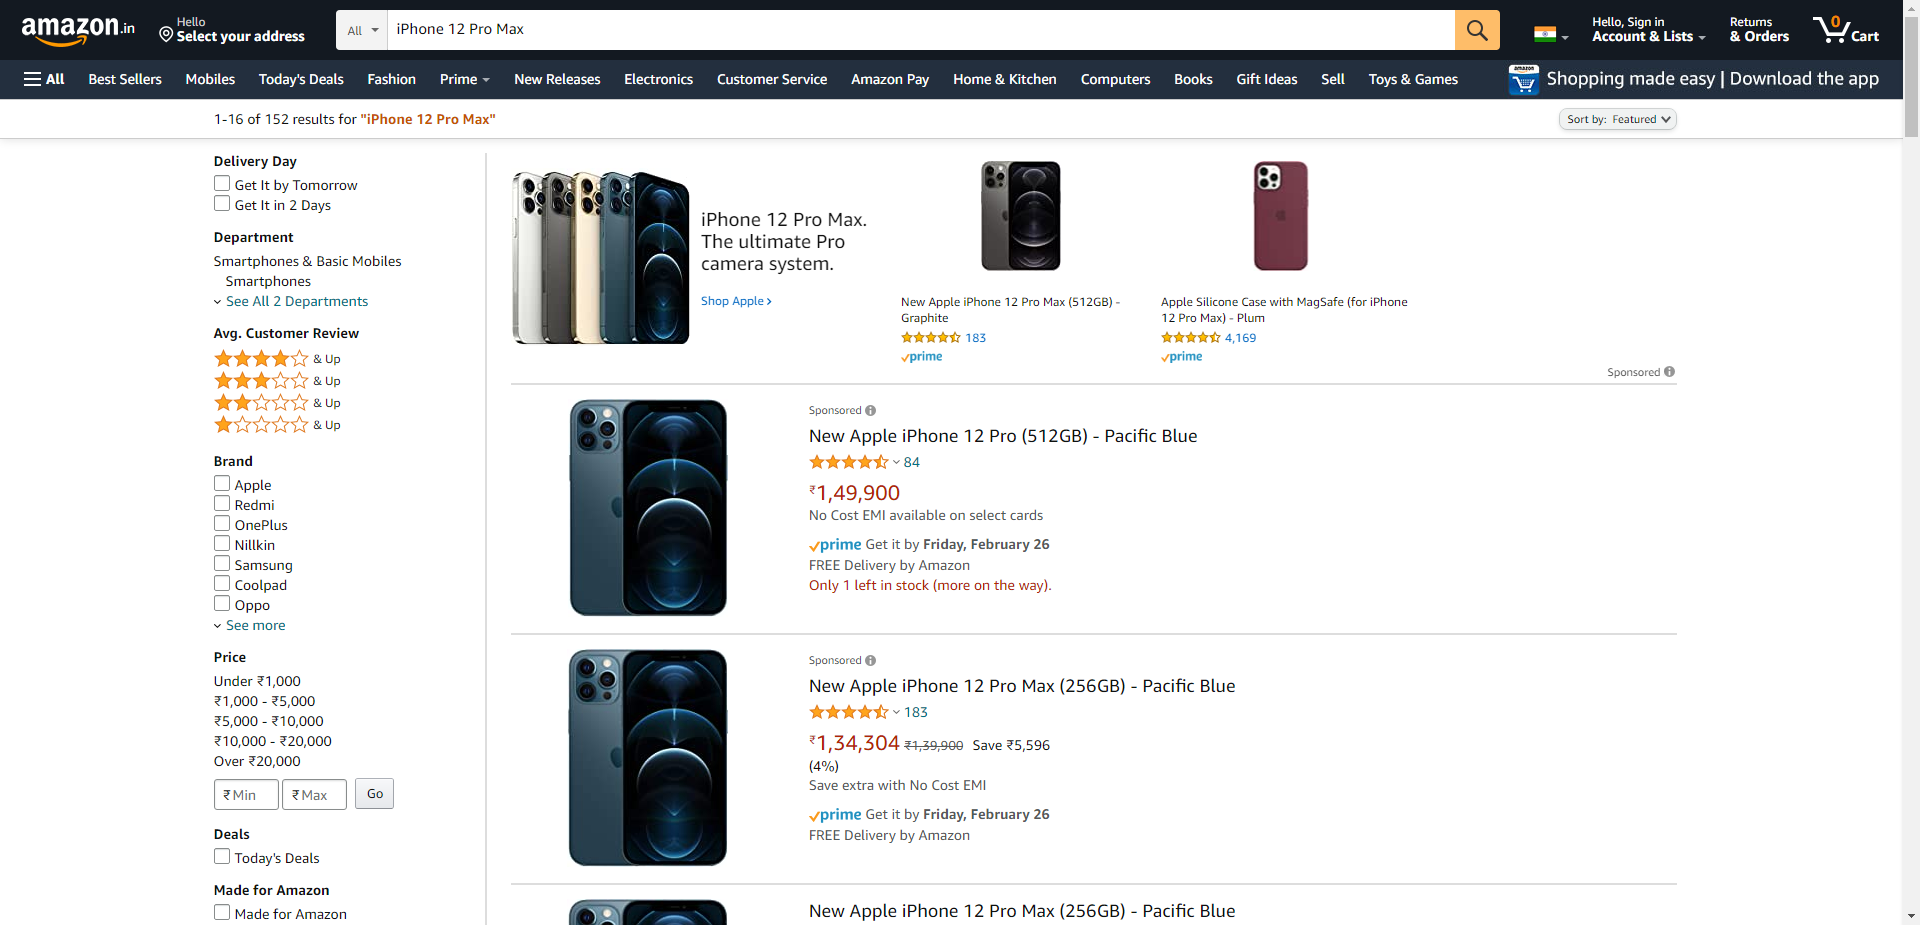 amazon.in
Hello
Select your address
All
iPhone 12 Pro Max
Hello, Sign in
Account & Lists
Returns
& Orders
0
Cart
All
Best Sellers
Mobiles
Today's Deals
Fashion
Prime
New Releases
Electronics
Customer Service
Amazon Pay
Home & Kitchen
Computers
Books
Gift Ideas
Sell
Toys & Games
amazon
Shopping made easy | Download the app
1-16 of 152 results for "iPhone 12 Pro Max"
Sort by: Featured
Delivery Day
Get It by Tomorrow
Get It in 2 Days
Department
Smartphones & Basic Mobiles
Smartphones
See All 2 Departments
Avg. Customer Review
& Up
& Up
& Up
& Up
Brand
Apple
Redmi
OnePlus
Nillkin
Samsung
Coolpad
Oppo
See more
Price
Under ₹1,000
₹1,000 - ₹5,000
₹5,000 - ₹10,000
₹10,000 - ₹20,000
Over ₹20,000
₹ Min
₹ Max
Go
Deals
Today's Deals
Made for Amazon
Made for Amazon
iPhone 12 Pro Max.
The ultimate Pro
camera system.
Shop Apple ›
New Apple iPhone 12 Pro Max (512GB) -
Graphite
183
prime
Apple Silicone Case with MagSafe (for iPhone
12 Pro Max) - Plum
4,169
prime
Sponsored
Sponsored
New Apple iPhone 12 Pro (512GB) - Pacific Blue
84
₹1,49,900
No Cost EMI available on select cards
prime Get it by Friday, February 26
FREE Delivery by Amazon
Only 1 left in stock (more on the way).
Sponsored
New Apple iPhone 12 Pro Max (256GB) - Pacific Blue
183
₹1,34,304 ₹1,39,900 Save ₹5,596
(4%)
Save extra with No Cost EMI
prime Get it by Friday, February 26
FREE Delivery by Amazon
New Apple iPhone 12 Pro Max (256GB) - Pacific Blue